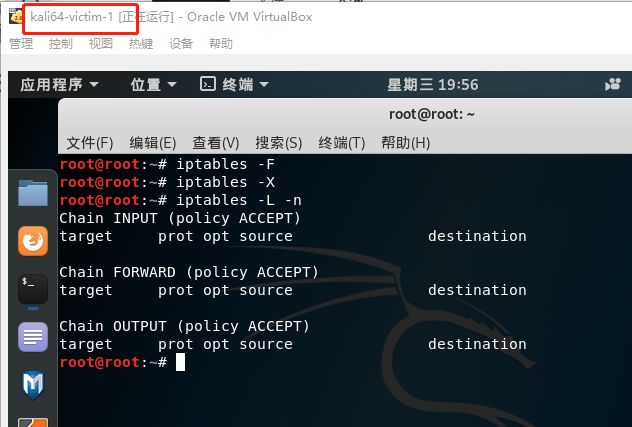 kali64-victim-1 [正在运行] - Oracle VM VirtualBox
管理 控制 视图 热键 设备 帮助
应用程序 位置 终端 星期三 19:56
root@root: ~
文件(F) 编辑(E) 查看(V) 搜索(S) 终端(T) 帮助(H)
root@root:~# iptables -F
root@root:~# iptables -X
root@root:~# iptables -L -n
Chain INPUT (policy ACCEPT)
target     prot opt source               destination
Chain FORWARD (policy ACCEPT)
target     prot opt source               destination
Chain OUTPUT (policy ACCEPT)
target     prot opt source               destination
root@root:~#